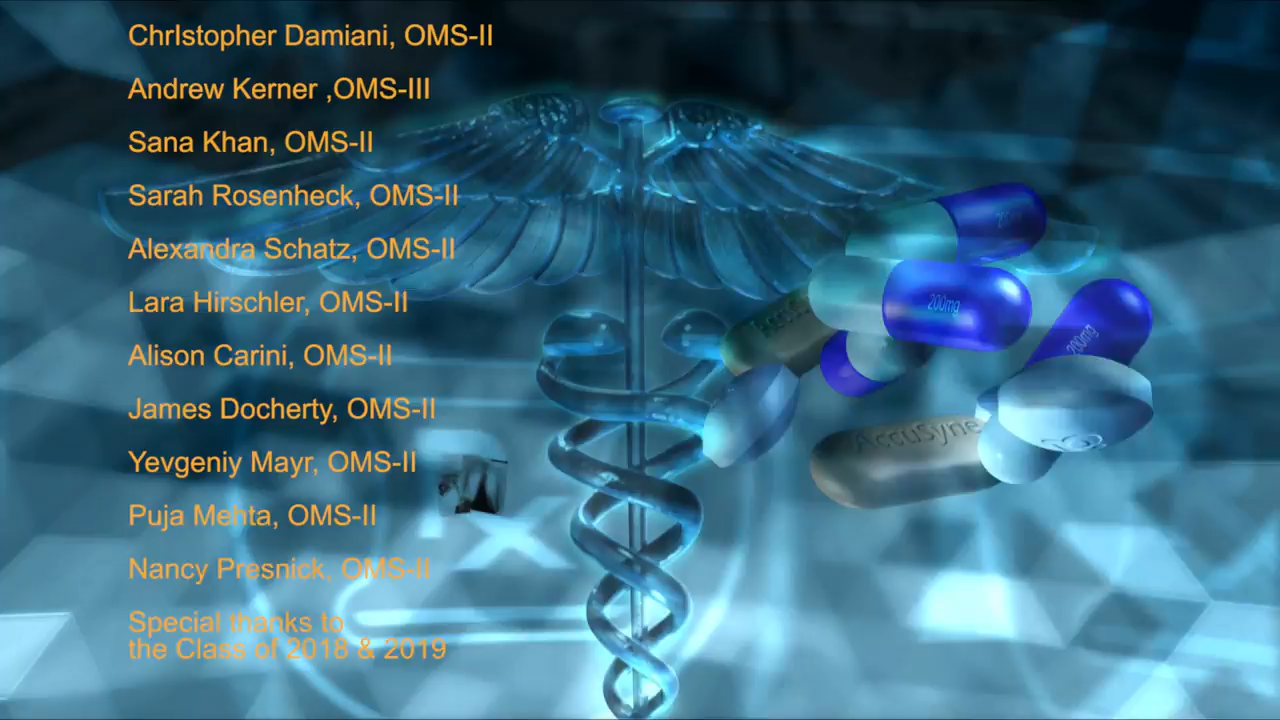 ChrIstopher Damiani, OMS-II
Andrew Kerner ,OMS-III
Sana Khan, OMS-II
Sarah Rosenheck, OMS-II
Alexandra Schatz, OMS-II
Lara Hirschler, OMS-II
Alison Carini, OMS-II
James Docherty, OMS-II
Yevgeniy Mayr, OMS-II
Puja Mehta, OMS-II
Nancy Presnick, OMS-II
Special thanks to
the Class of 2018 & 2019
200mg
200mg
AccuSyne
Rx